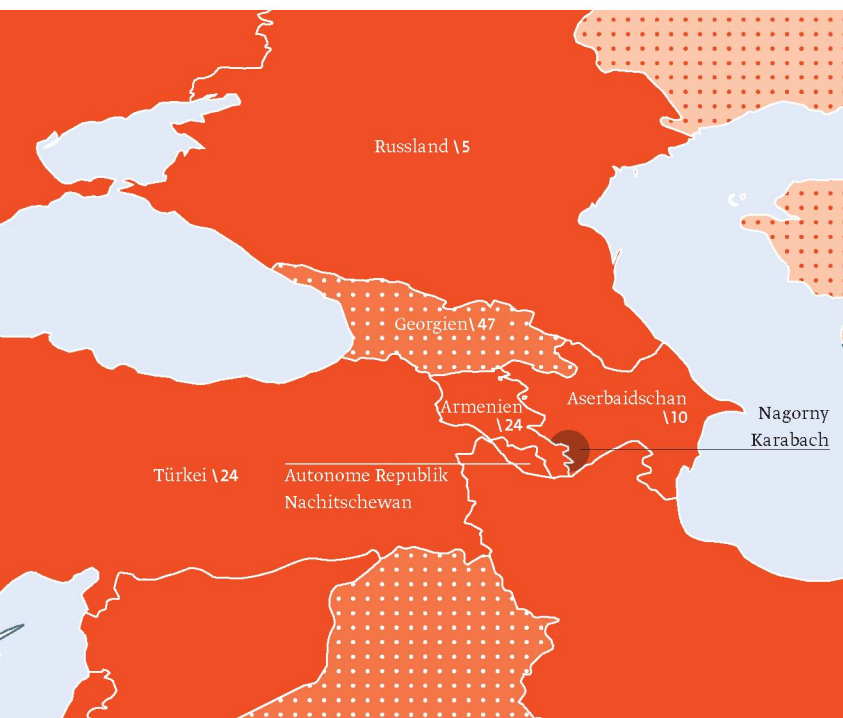 Russland \5
Georgien\ 47
Aserbaidschan
\10
Armenien
\24
Nagorny
Karabach
Türkei \24
Autonome Republik
Nachitschewan